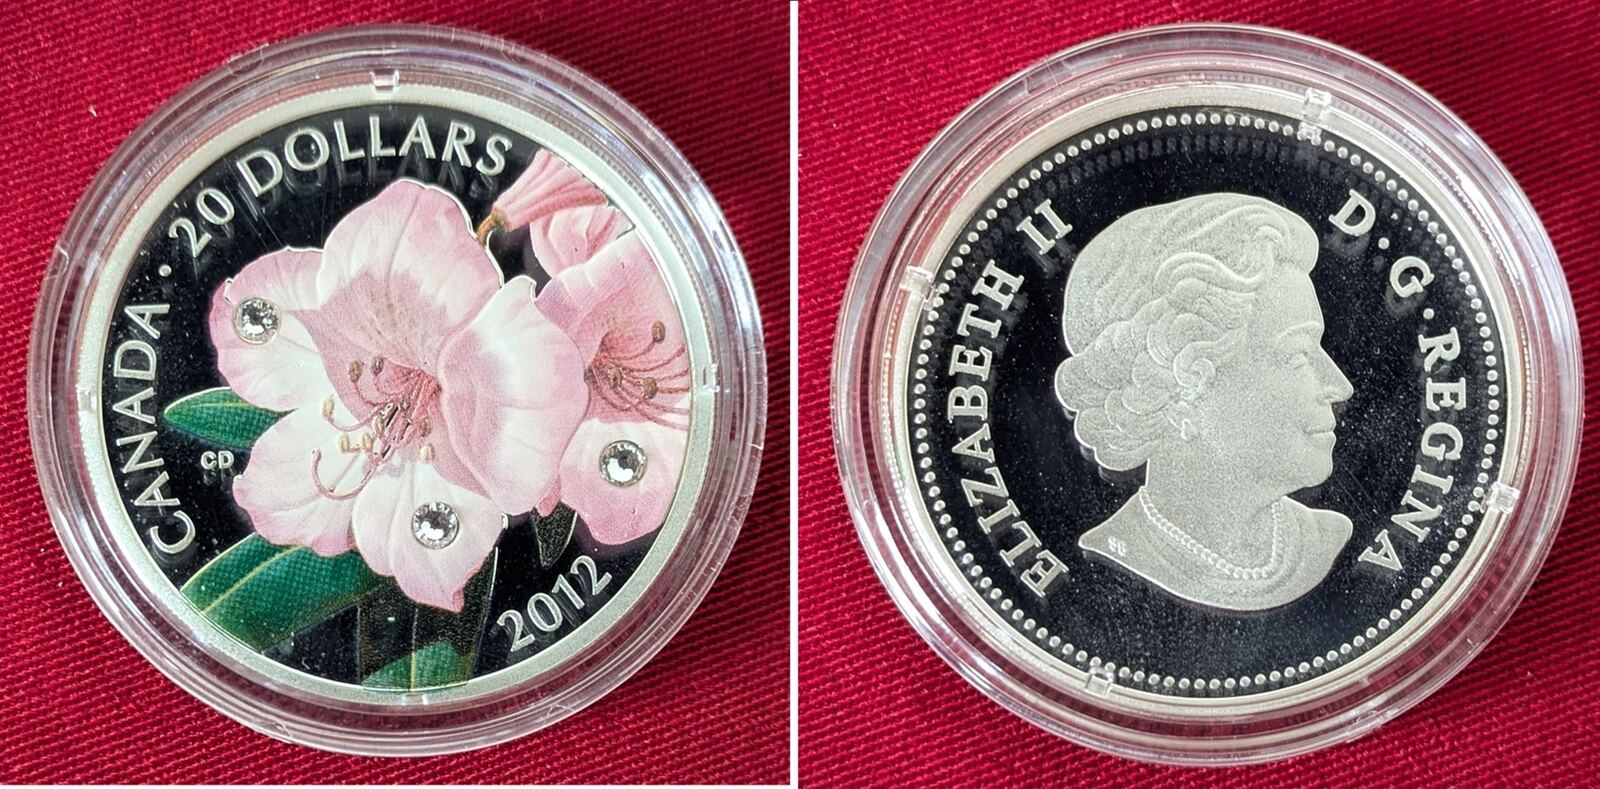 CANADA · 20 DOLLARS
CD
2012
ELIZABETH II D·G·REGINA